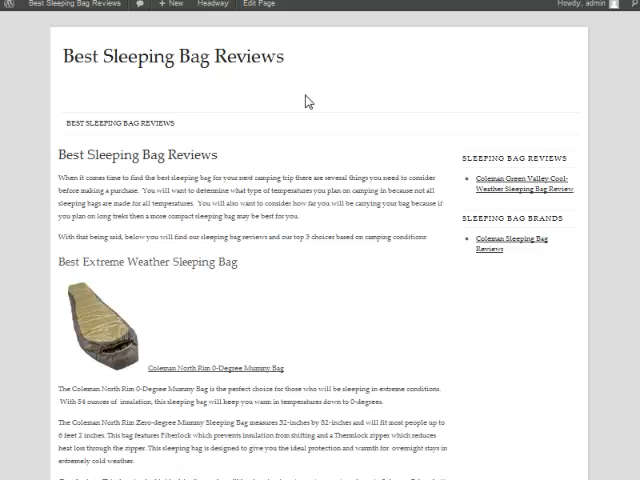 Best Sleeping Bag Reviews
+ New
Headway
Edit Page
Howdy, admin
Best Sleeping Bag Reviews
BEST SLEEPING BAG REVIEWS
Best Sleeping Bag Reviews
When it comes time to find the best sleeping bag for your next camping trip there are several things you need to consider
before making a purchase. You will want to determine what type of temperatures you plan on camping in because not all
sleeping bags are made for all temperatures. You will also want to consider how far you will be carrying your bag because if
you plan on long treks then a more compact sleeping bag may be best for you.
With that being said, below you will find our sleeping bag reviews and our top 3 choices based on camping conditions
Best Extreme Weather Sleeping Bag
Coleman North Rim 0-Degree Mummy Bag
The Coleman North Rim 0-Degree Mummy Bag is the perfect choice for those who will be sleeping in extreme conditions.
With 54 ounces of insulation, this sleeping bag will keep you warm in temperatures down to 0-degrees.
The Coleman North Rim Zero-degree Mummy Sleeping Bag measures 32-inches by 82-inches and will fit most people up to
6 feet 2 inches. This bag features Fiberlock which prevents insulation from shifting and a Thermlock zipper which reduces
heat loss through the zipper. This sleeping bag is designed to give you the ideal protection and warmth for overnight stays in
extremely cold weather.
SLEEPING BAG REVIEWS
Coleman Green Valley Cool-
Weather Sleeping Bag Review
SLEEPING BAG BRANDS
Coleman Sleeping Bag
Reviews